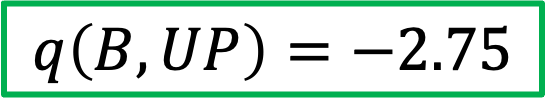 q(B, UP) = −2.75